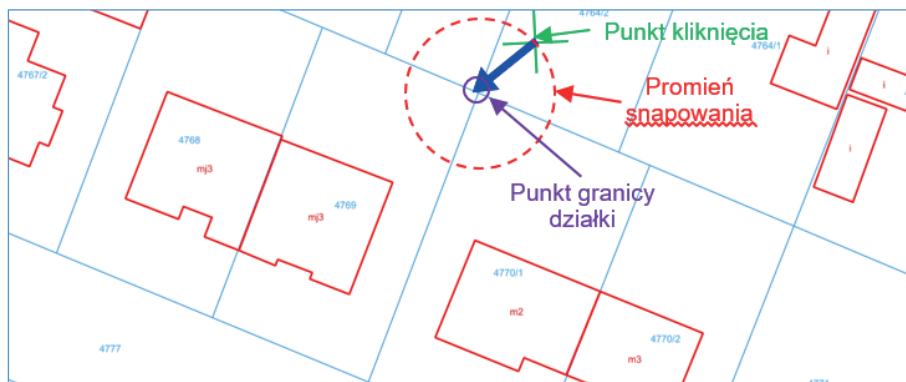 4764/2
Punkt kliknięcia
4764/1
i
4767/2
i
Promień
snapowania
4768
mj3
i
Punkt granicy
działki
4769
mj3
4770/1
m2
4770/2
m3
4777